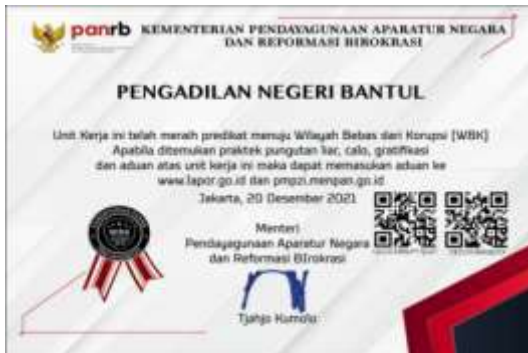 panrb
KEMENTERIAN PENDAYAGUNAAN APARATUR NEGARA
DAN REFORMASI BIROKRASI
PENGADILAN NEGERI BANTUL
Unit Kerja ini telah meraih predikat menuju Wilayah Bebas dari Korupsi [WBK]
Apabila ditemukan praktek pungutan liar, calo, gratifikasi
dan aduan atas unit kerja ini maka dapat memasukan aduan ke
www.lapor.go.id dan pmpzi.menpan.go.id
Jakarta, 20 Desember 2021
Menteri
Pendayagunaan Aparatur Negara
dan Reformasi BIrokrasi
Tjahjo Kumolo